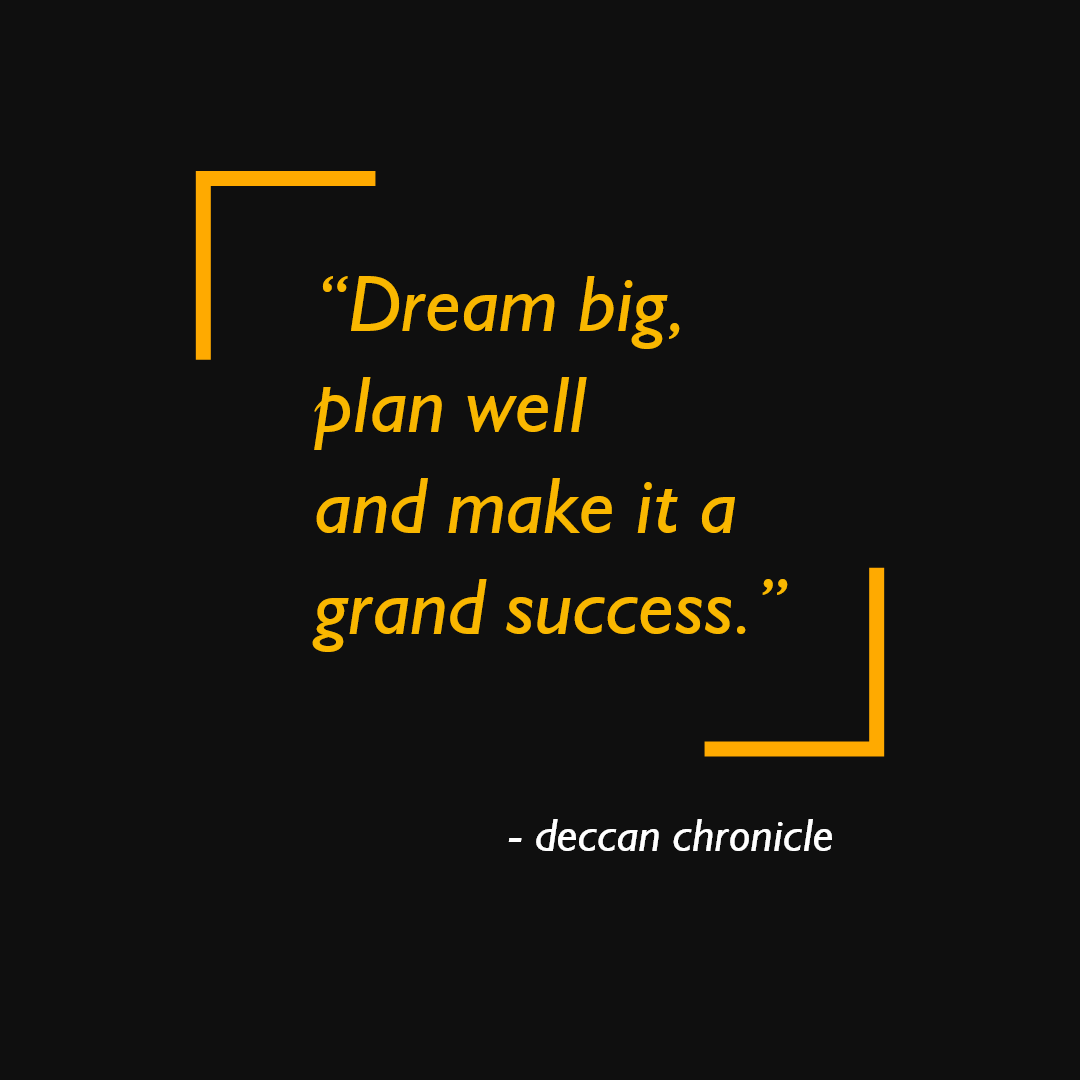 “Dream big,
plan well
and make it a
grand success.”
- deccan chronicle